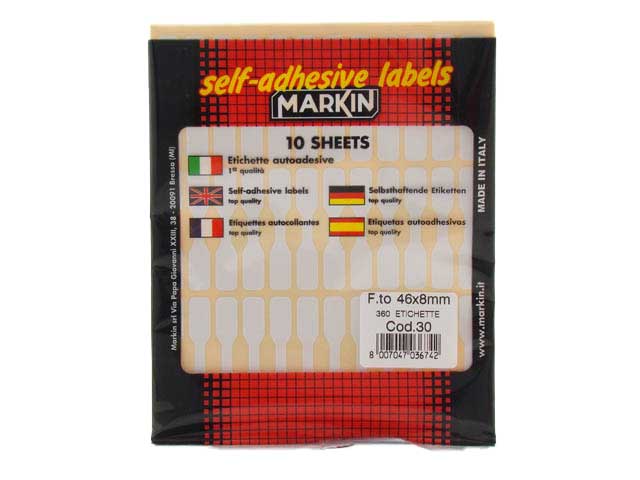 self-adhesive labels
MARKIN
10 SHEETS
Etichette autoadesive
1ª qualità
Self-adhesive labels
top quality
Selbsthaftende Etiketten
top quality
Etiquettes autocollantes
top quality
Etiquetas autoadhesivas
top quality
F.to 46x8mm
360 ETICHETTE
Cod.30
8 007047 036742
Markin srl Via Papa Giovanni XXIII, 38 - 20091 Bresso (MI)
MADE IN ITALY
www.markin.it